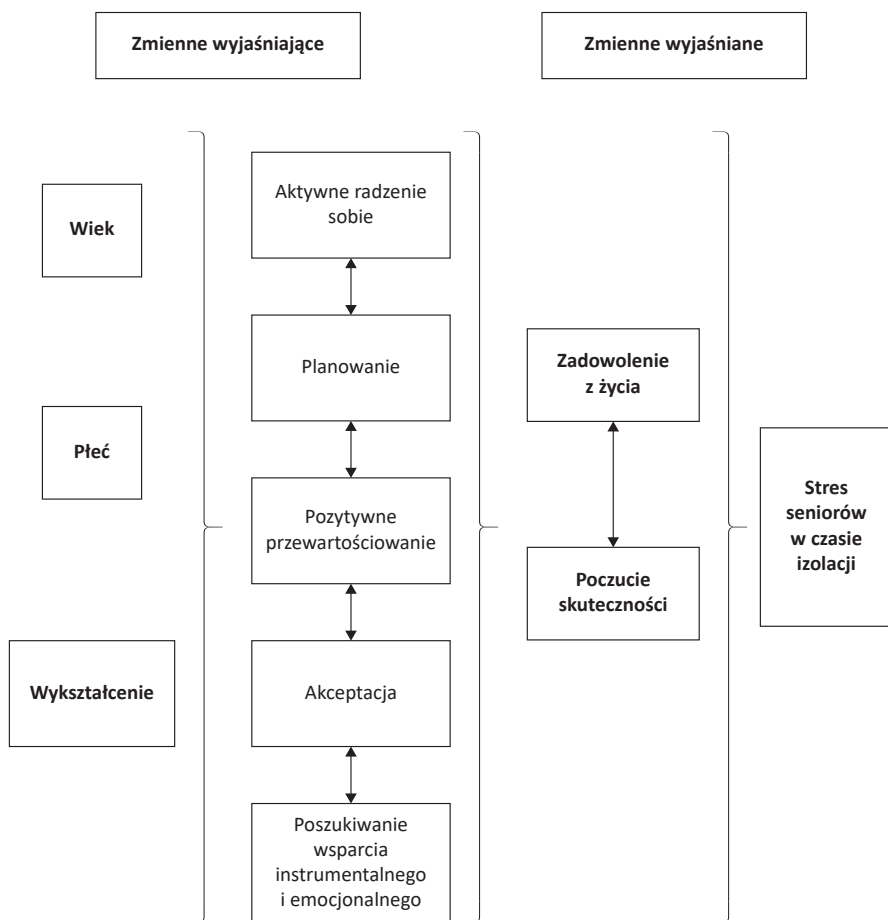 Zmienne wyjaśniające
Zmienne wyjaśniane
Wiek
Płeć
Wykształcenie
Aktywne radzenie
sobie
Planowanie
Pozytywne
przewartościowanie
Akceptacja
Poszukiwanie
wsparcia
instrumentalnego
i emocjonalnego
Zadowolenie
z życia
Poczucie
skuteczności
Stres
seniorów
w czasie
izolacji